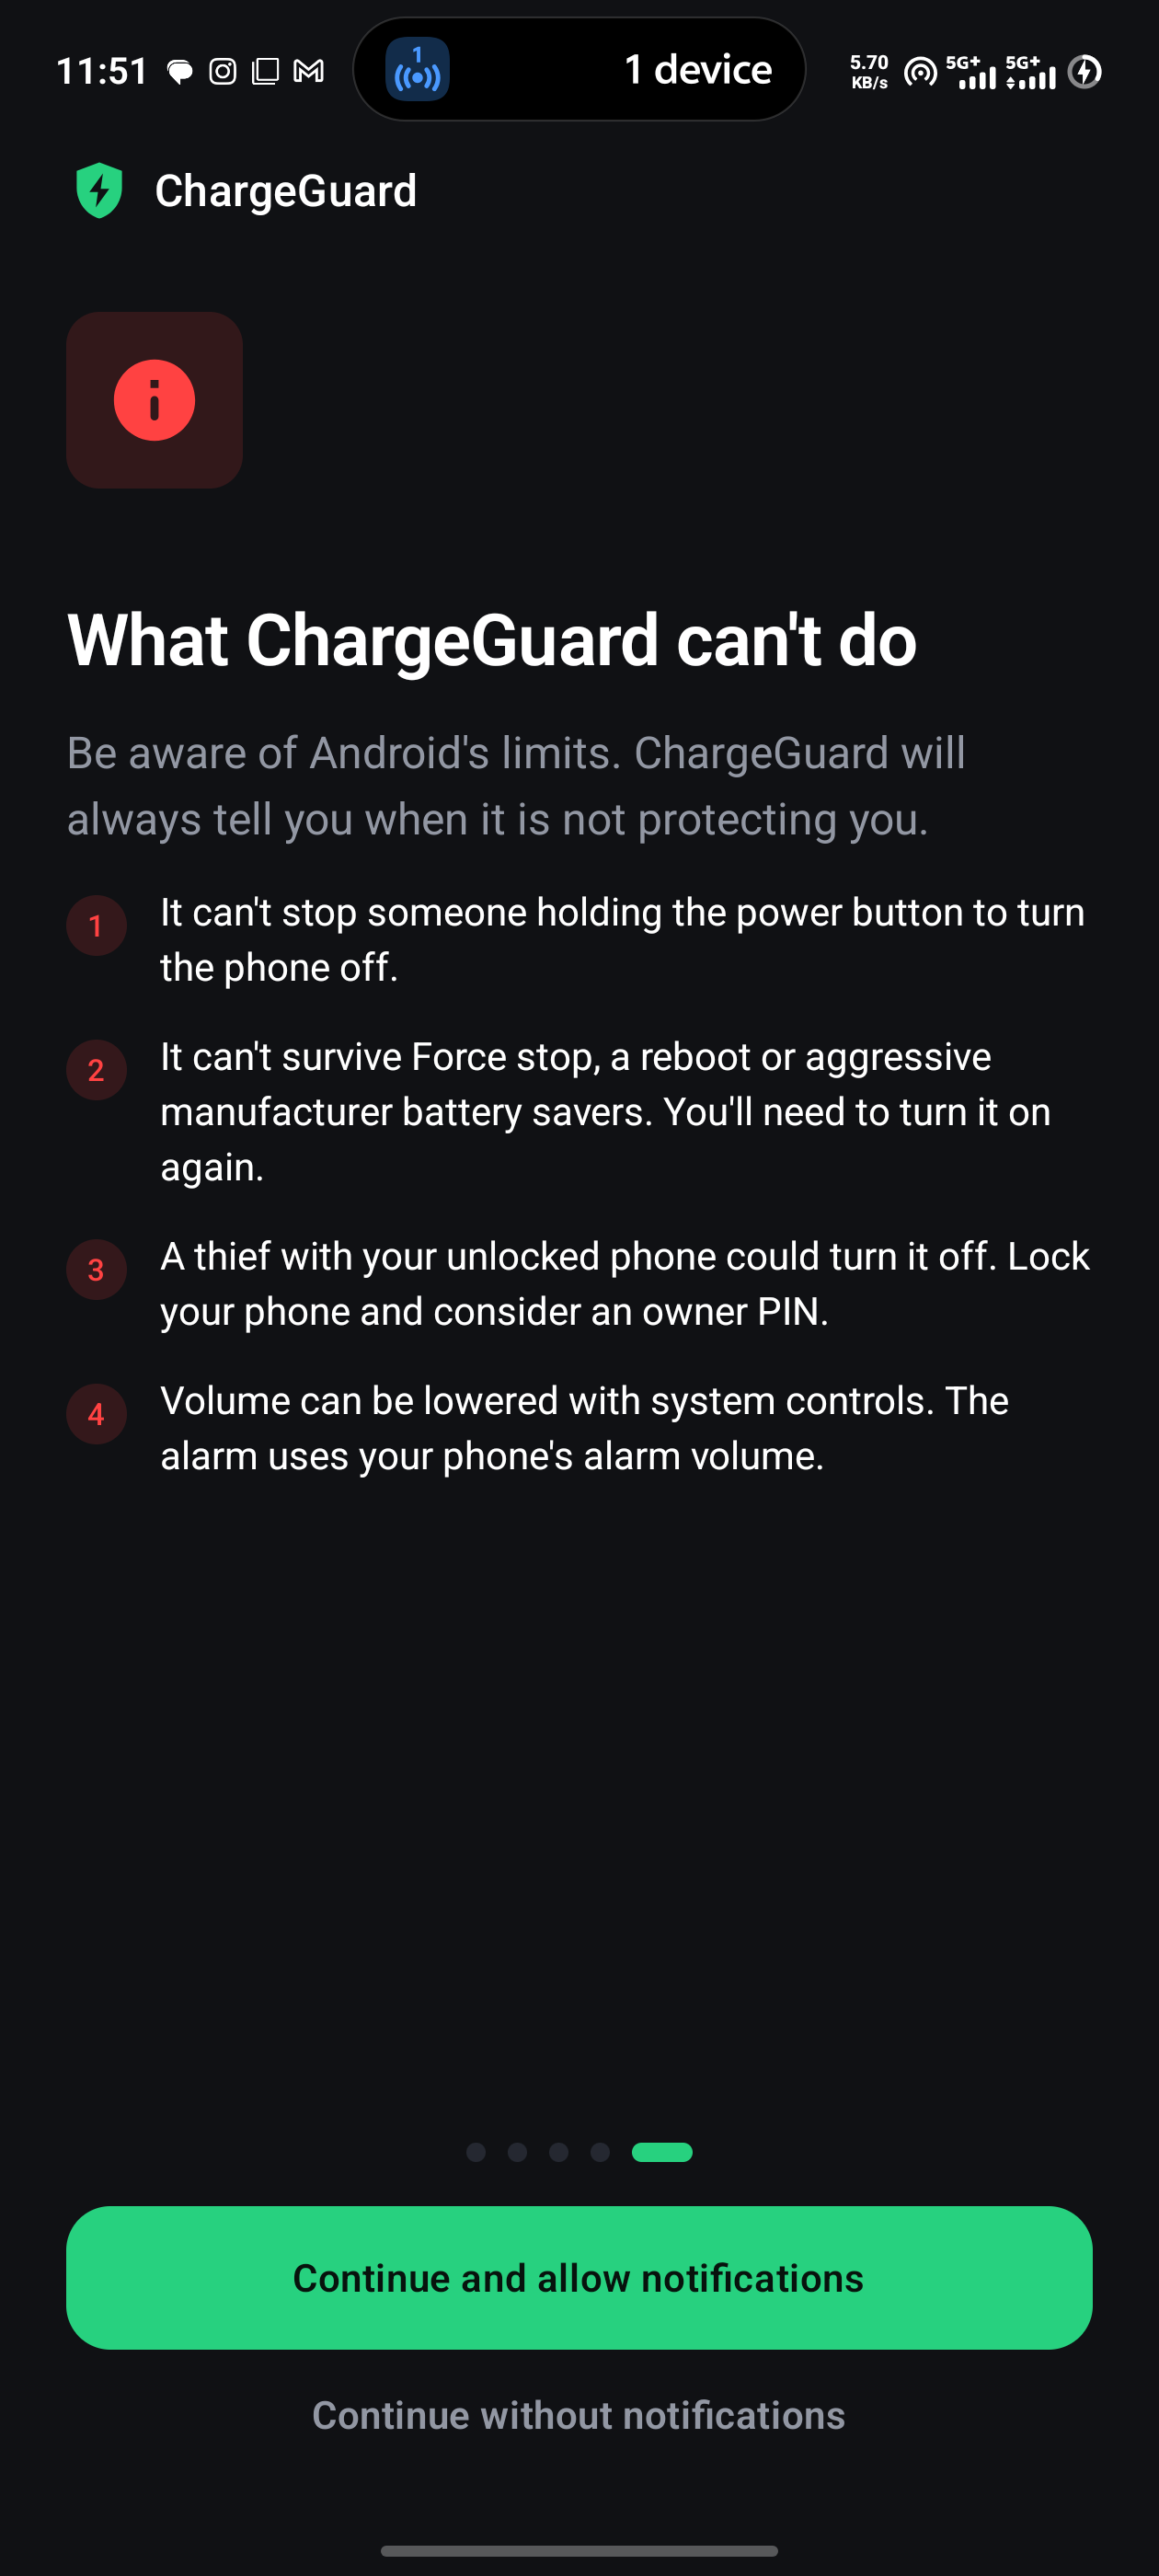 11:51
1
1 device
5.70
KB/s
5G+
5G+
ChargeGuard
What ChargeGuard can't do
Be aware of Android's limits. ChargeGuard will
always tell you when it is not protecting you.
1
It can't stop someone holding the power button to turn
the phone off.
2
It can't survive Force stop, a reboot or aggressive
manufacturer battery savers. You'll need to turn it on
again.
3
A thief with your unlocked phone could turn it off. Lock
your phone and consider an owner PIN.
4
Volume can be lowered with system controls. The
alarm uses your phone's alarm volume.
Continue and allow notifications
Continue without notifications